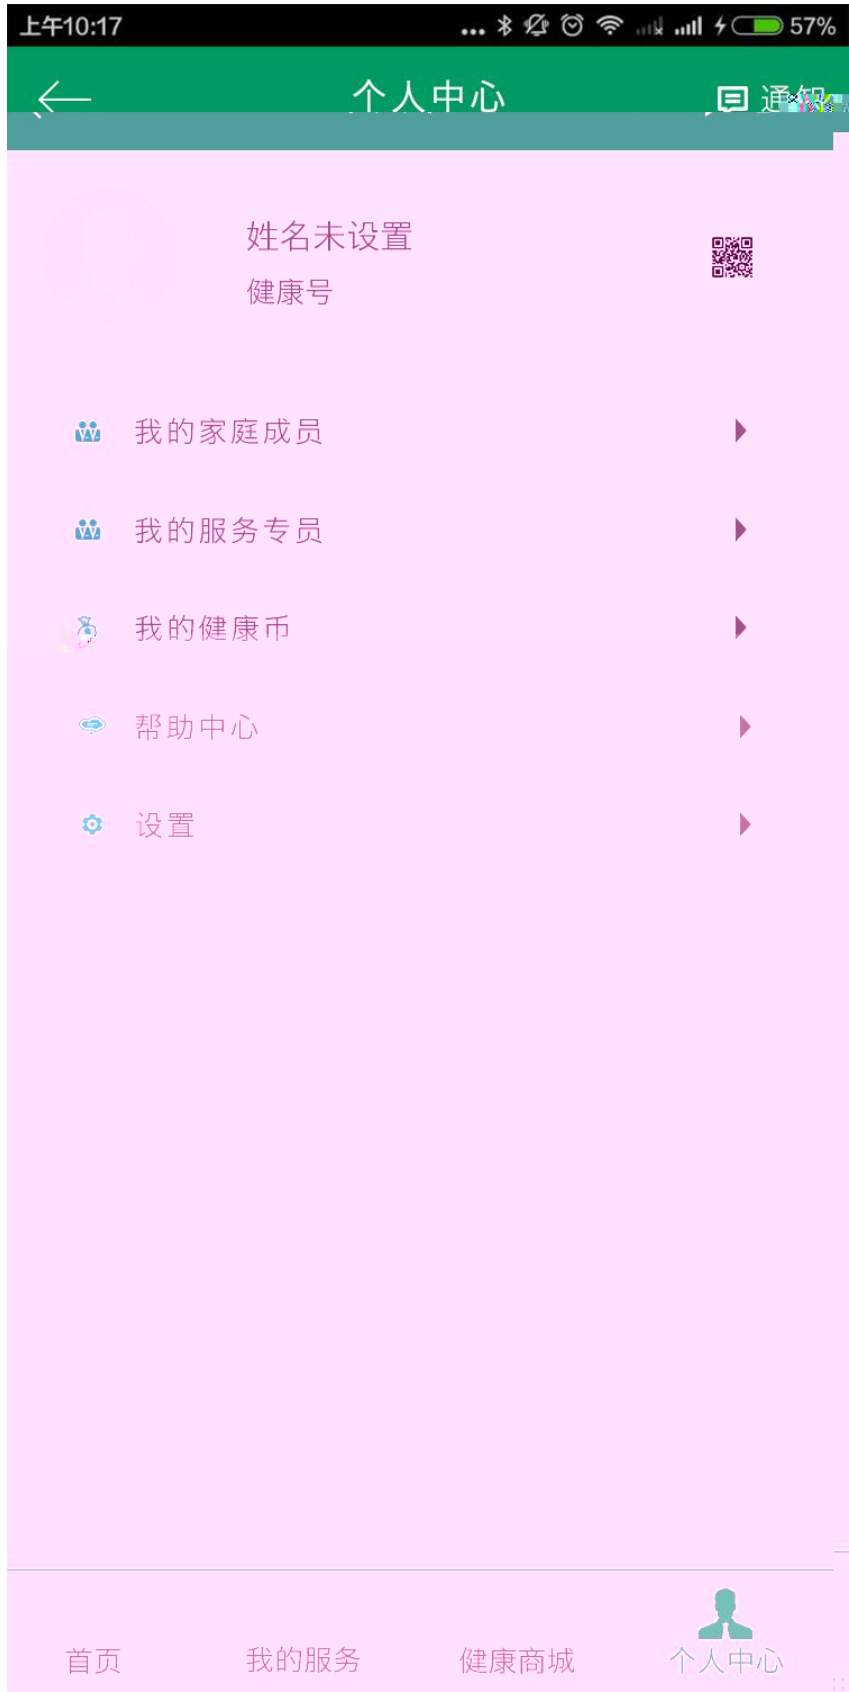 上午10:17
57%
个人中心
通知
姓名未设置
健康号
我的家庭成员
我的服务专员
我的健康币
帮助中心
设置
首页
我的服务
健康商城
个人中心